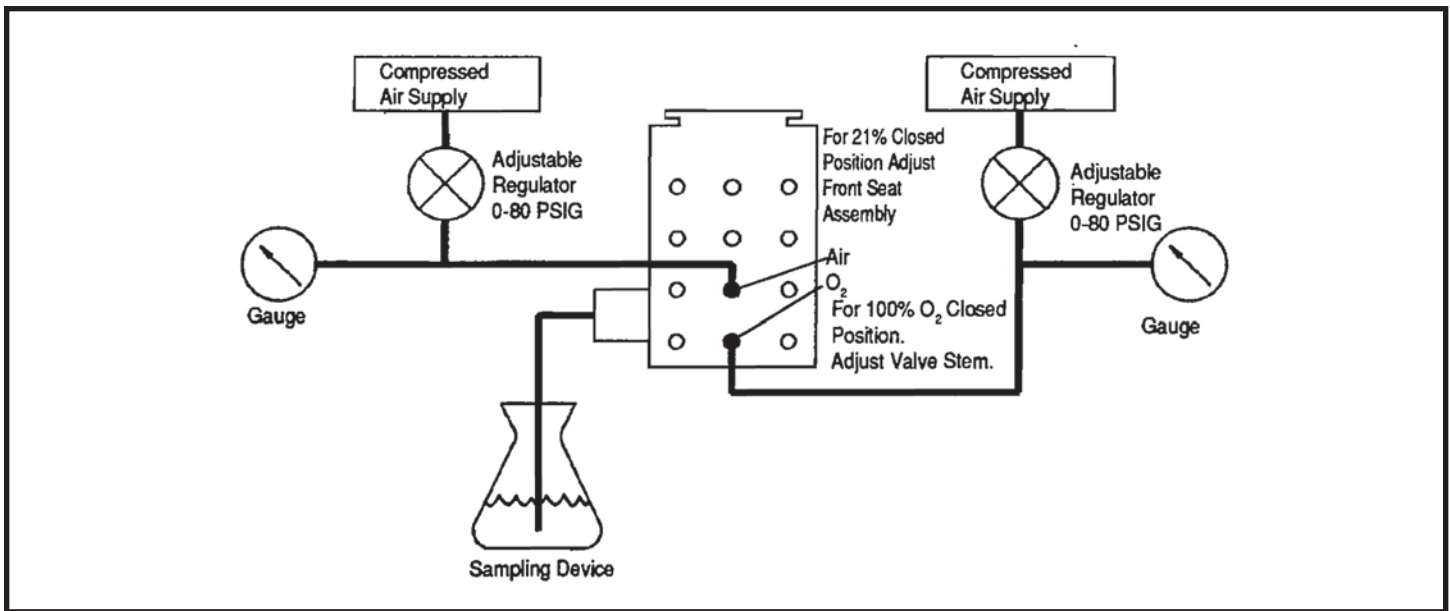 Compressed
Air Supply
Adjustable
Regulator
0-80 PSIG
Gauge
Sampling Device
For 21% Closed
Position Adjust
Front Seat
Assembly
Air
O₂
For 100% O₂ Closed
Position.
Adjust Valve Stem.
Compressed
Air Supply
Adjustable
Regulator
0-80 PSIG
Gauge